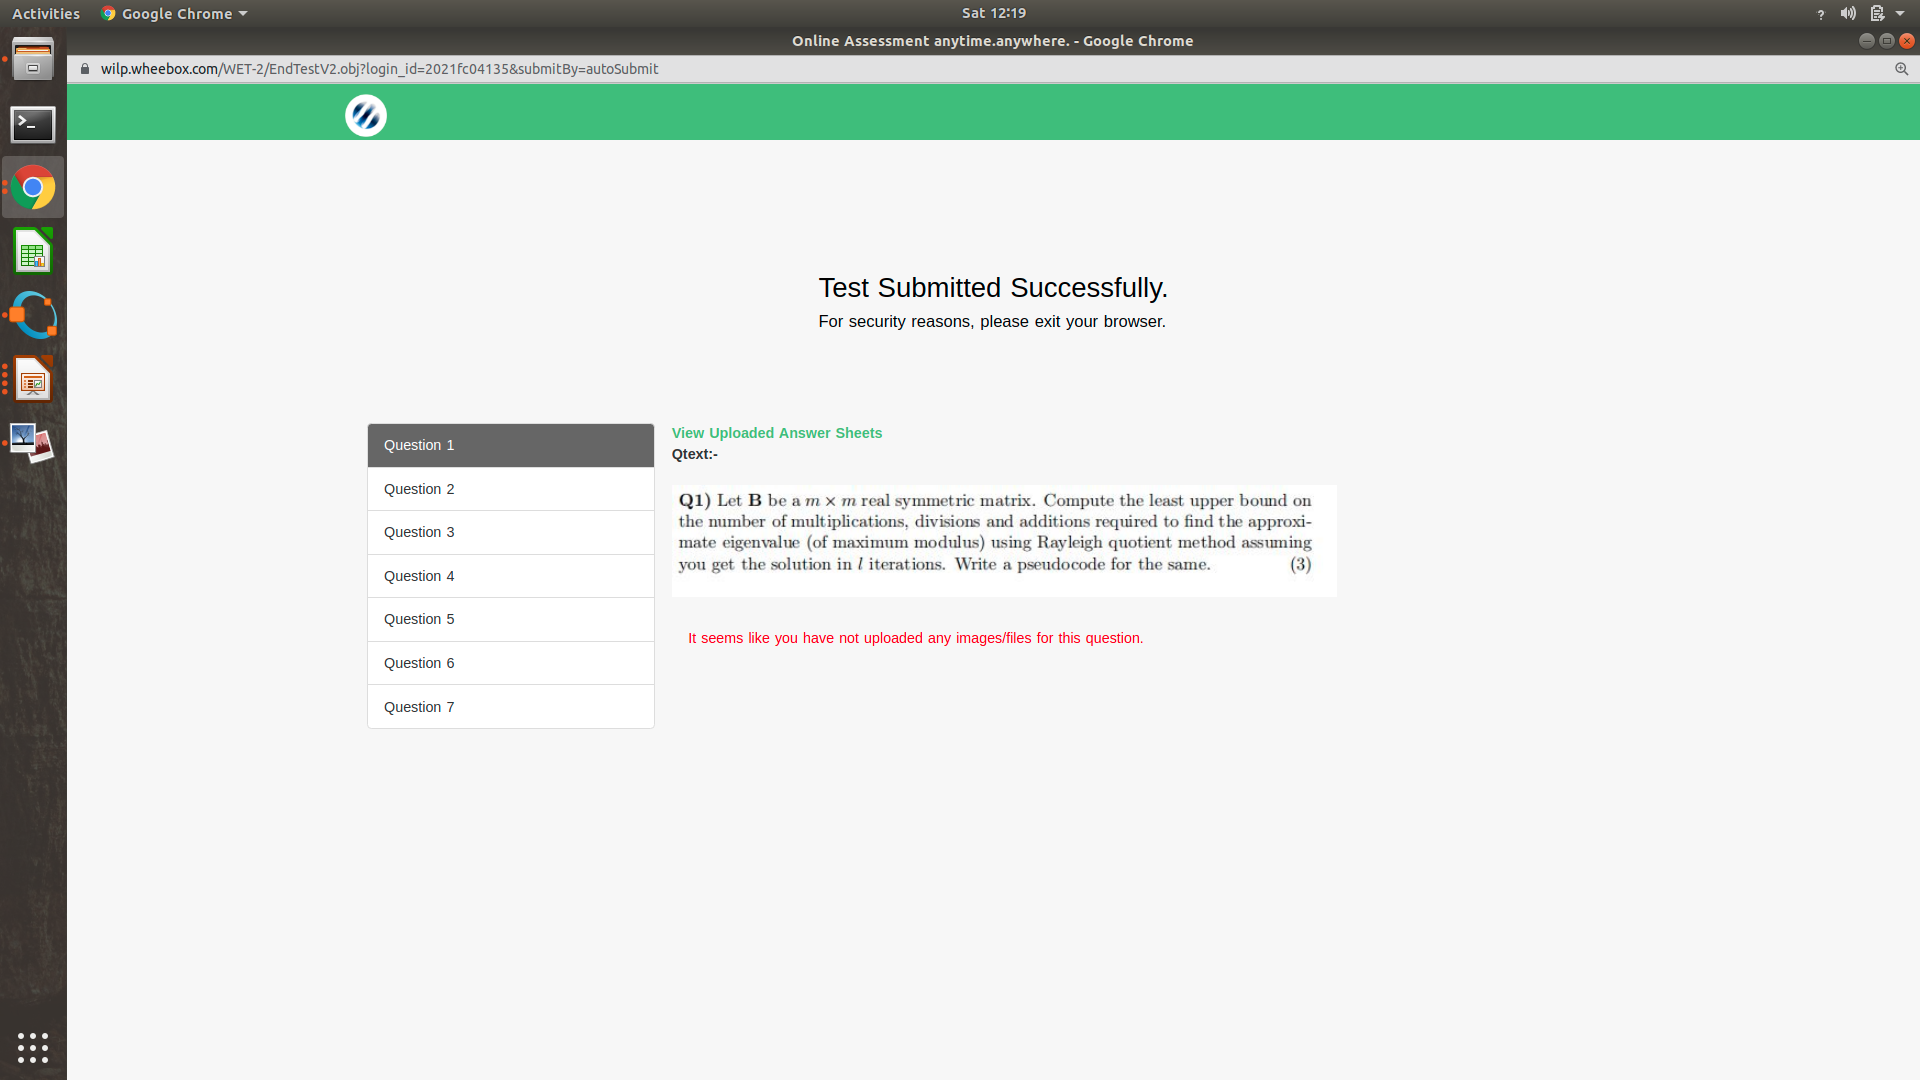 Activities
Google Chrome
Sat 12:19
?
Online Assessment anytime.anywhere. - Google Chrome
wilp.wheebox.com/WET-2/EndTestV2.obj?login_id=2021fc04135&submitBy=autoSubmit
Test Submitted Successfully.
For security reasons, please exit your browser.
Question 1
Question 2
Question 3
Question 4
Question 5
Question 6
Question 7
View Uploaded Answer Sheets
Qtext:-
Q1) Let B be a m × m real symmetric matrix. Compute the least upper bound on
the number of multiplications, divisions and additions required to find the approxi-
mate eigenvalue (of maximum modulus) using Rayleigh quotient method assuming
you get the solution in l iterations. Write a pseudocode for the same. (3)
It seems like you have not uploaded any images/files for this question.